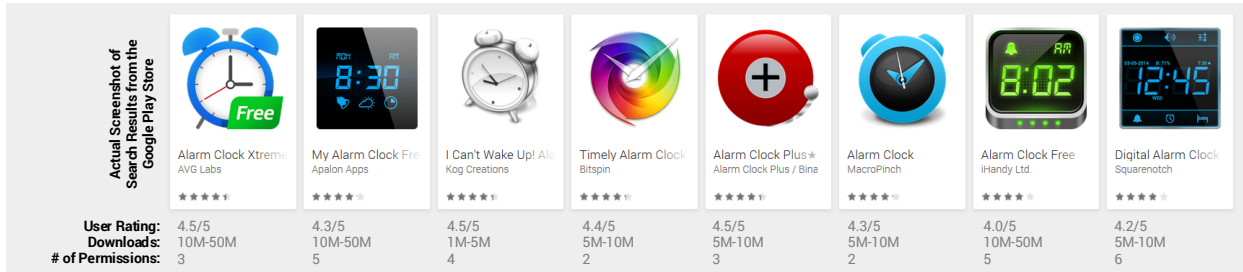 Actual Screenshot of
Search Results from the
Google Play Store
Free
MON AM
8:30
AM
8:02
03-05-2014 B: 71% 7:30
12:45
WED
Alarm Clock Xtreme My Alarm Clock Fre I Can't Wake Up! Ala Timely Alarm Clock Alarm Clock Plus★ Alarm Clock Alarm Clock Free Digital Alarm Clock
AVG Labs Apalon Apps Kog Creations Bitspin Alarm Clock Plus / Bina MacroPinch iHandy Ltd. Squarenotch
User Rating: 4.5/5 4.3/5 4.5/5 4.4/5 4.5/5 4.3/5 4.0/5 4.2/5
Downloads: 10M-50M 10M-50M 1M-5M 5M-10M 5M-10M 5M-10M 10M-50M 5M-10M
# of Permissions: 3 5 4 2 3 2 5 6